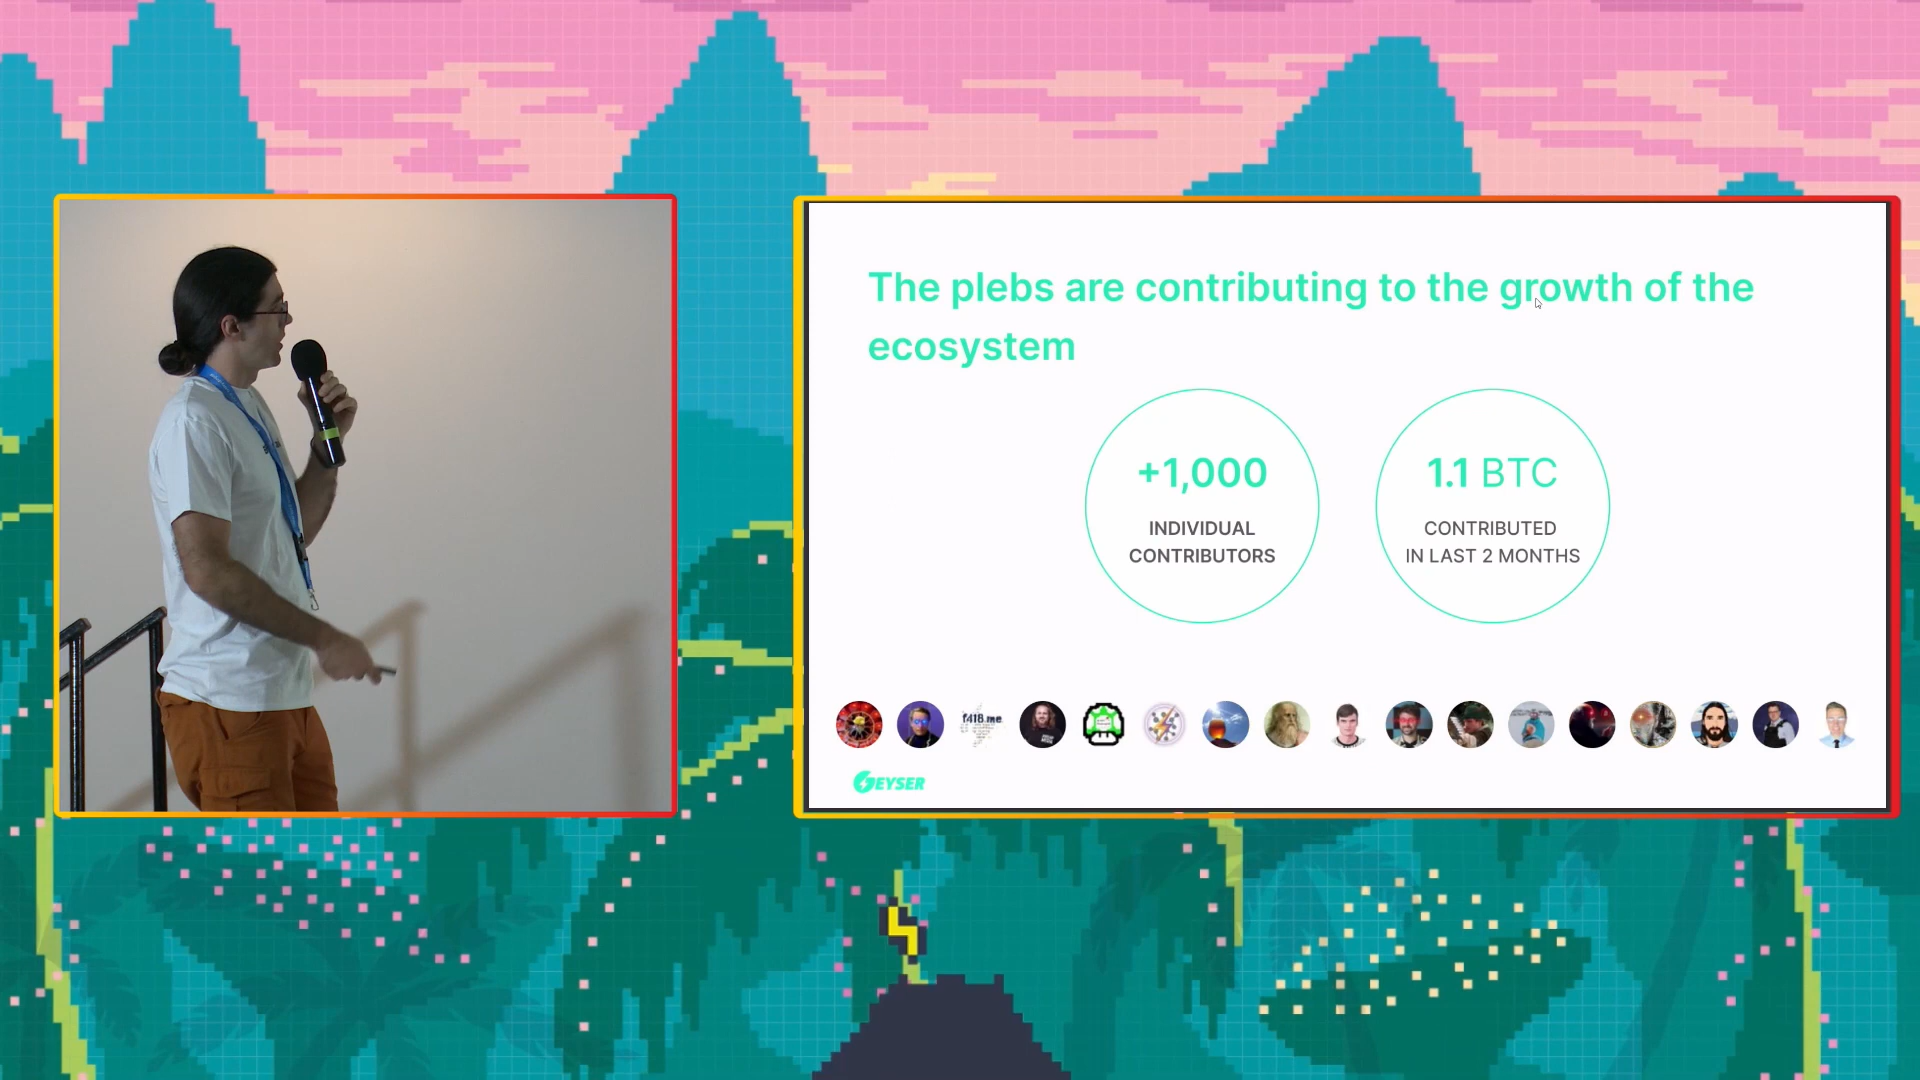 The plebs are contributing to the growth of the
ecosystem
+1,000
INDIVIDUAL
CONTRIBUTORS
1.1 BTC
CONTRIBUTED
IN LAST 2 MONTHS
f418.me
GEYSER